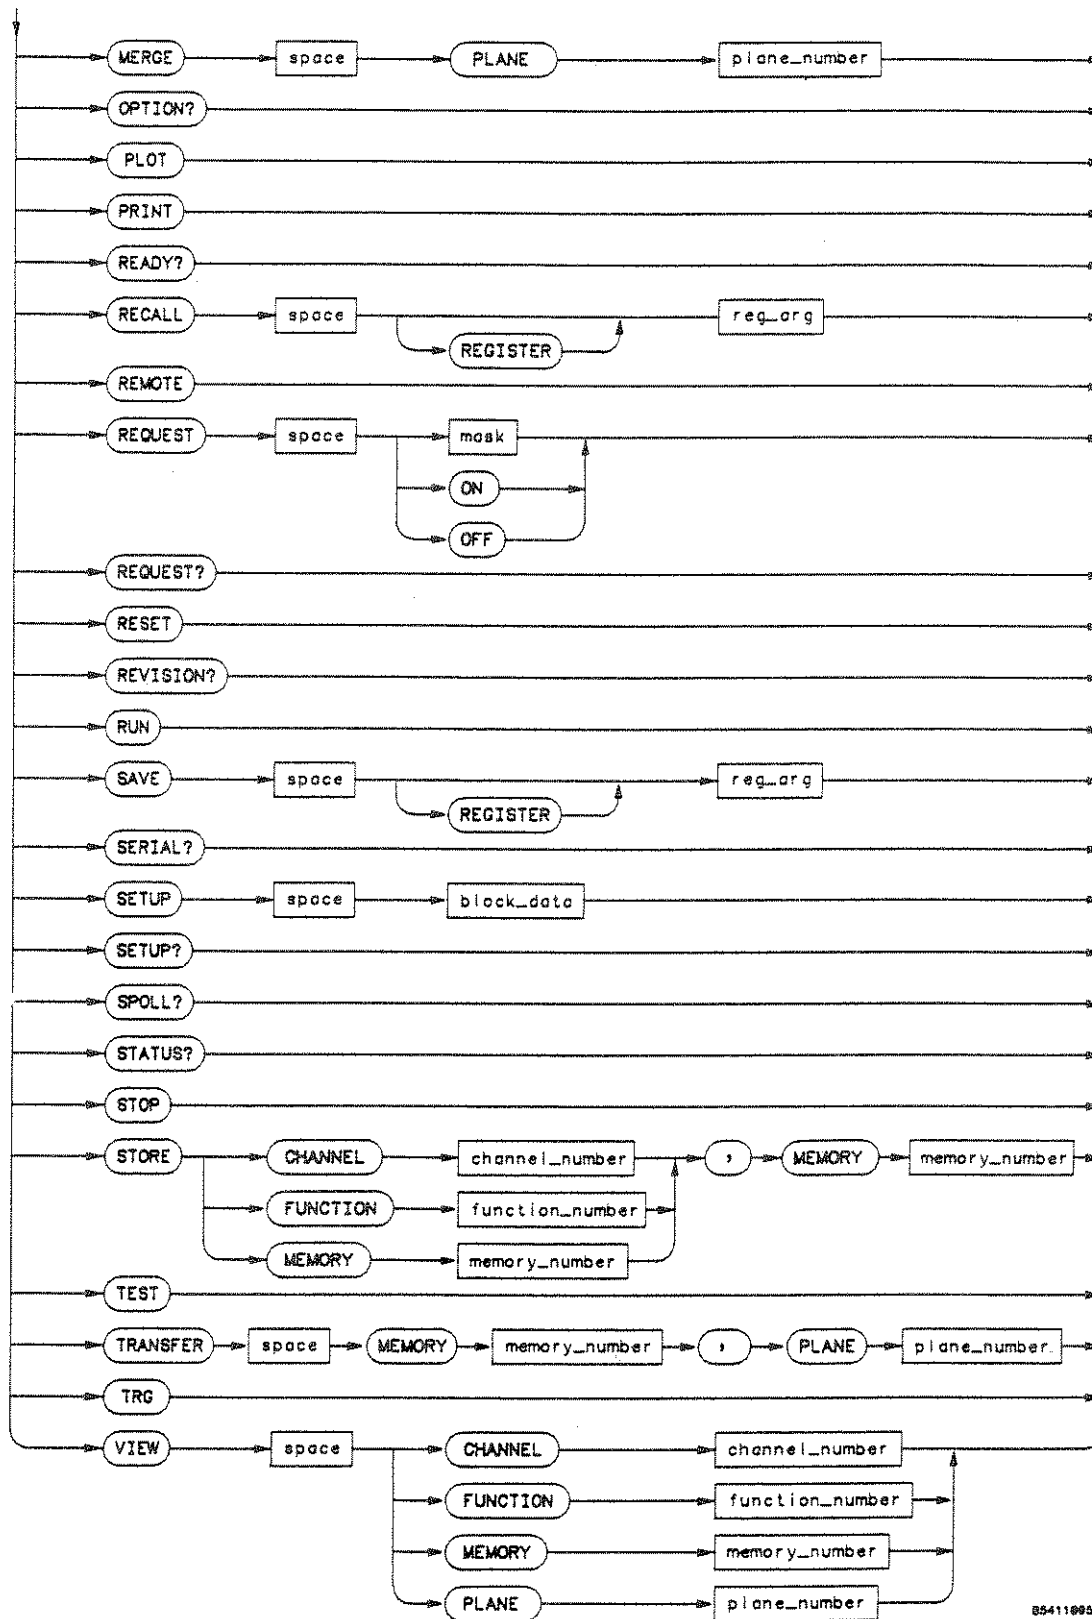 MERGE space PLANE plane_number
OPTION?
PLOT
PRINT
READY?
RECALL space reg_arg
REGISTER
REMOTE
REQUEST space mask
ON
OFF
REQUEST?
RESET
REVISION?
RUN
SAVE space reg_arg
REGISTER
SERIAL?
SETUP space block_data
SETUP?
SPOLL?
STATUS?
STOP
STORE CHANNEL channel_number , MEMORY memory_number
FUNCTION function_number
MEMORY memory_number
TEST
TRANSFER space MEMORY memory_number , PLANE plane_number
TRG
VIEW space CHANNEL channel_number
FUNCTION function_number
MEMORY memory_number
PLANE plane_number